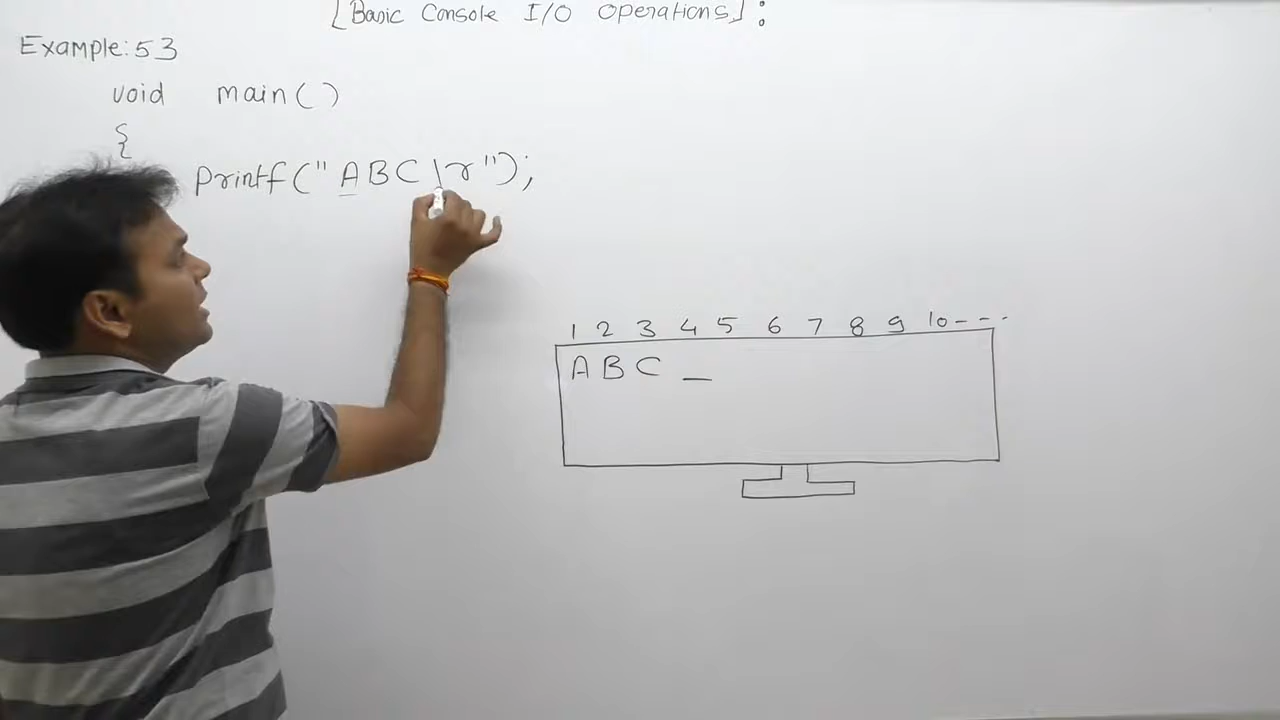 [Basic Console I/O Operations]:
Example:53
void main()
{
Printf("ABC\r");
1 2 3 4 5 6 7 8 9 10---
ABC _